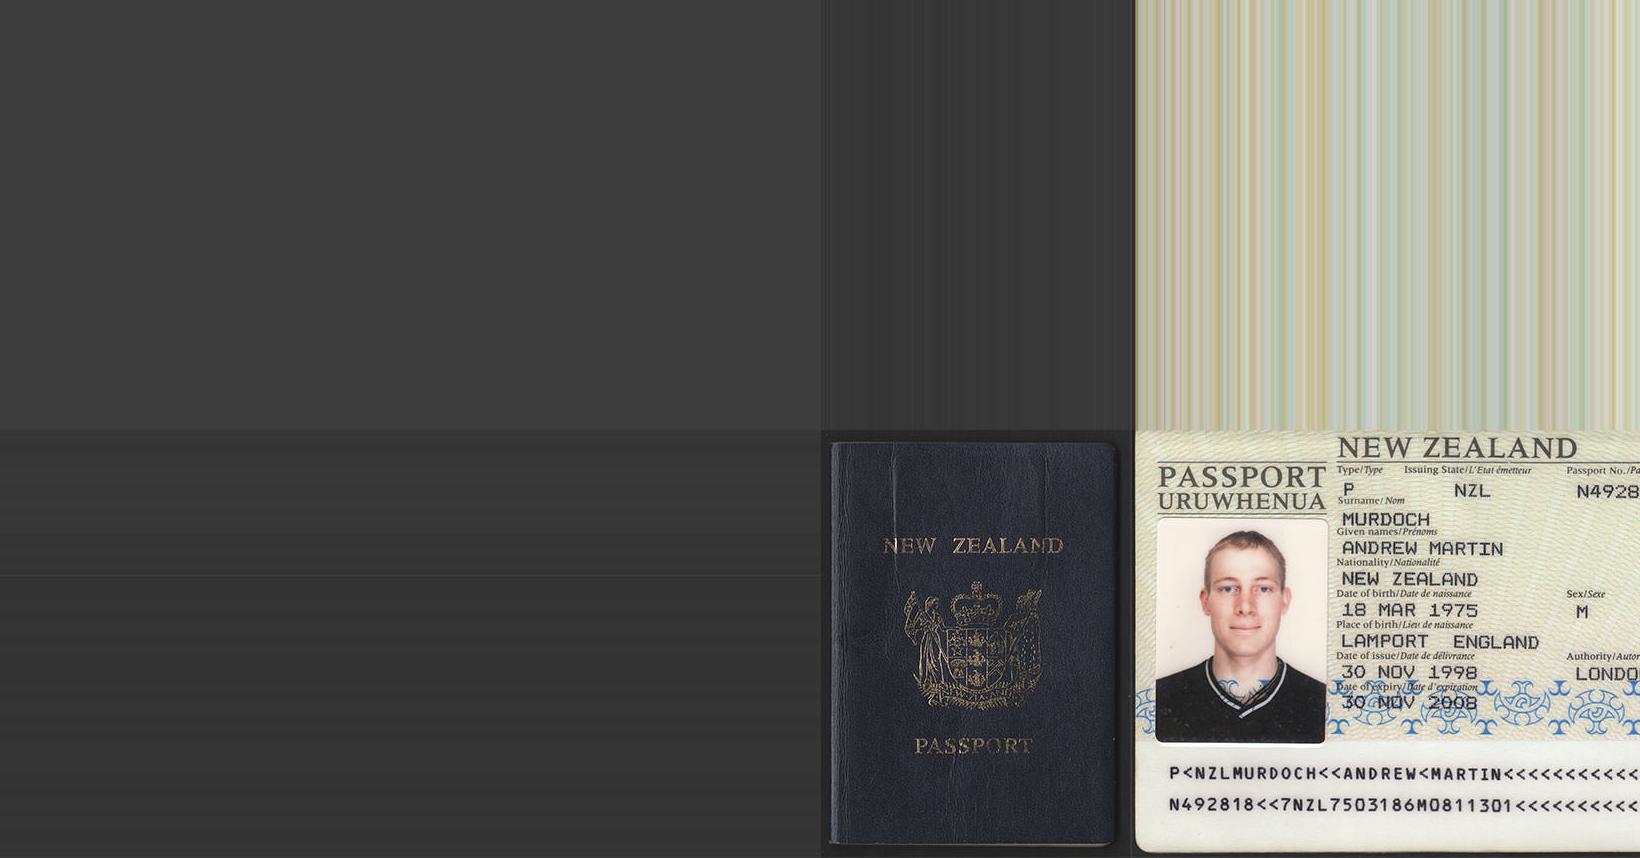 NEW ZEALAND
PASSPORT
NEW ZEALAND
PASSPORT
URUWHENUA
Type/Type Issuing State/L'Etat émetteur Passport No./Pa
P NZL N4928
Surname/Nom
MURDOCH
Given names/Prénoms
ANDREW MARTIN
Nationality/Nationalité
NEW ZEALAND
Date of birth/Date de naissance Sex/Sexe
18 MAR 1975 M
Place of birth/Lieu de naissance
LAMPORT ENGLAND
Date of issue/Date de délivrance Authority/Autor
30 NOV 1998 LONDO
Date of expiry/Date d'expiration
30 NOV 2008
P<NZLMURDOCH<<ANDREW<MARTIN<<<<<<<<<<<<
N492818<<7NZL7503186M0811301<<<<<<<<<<<